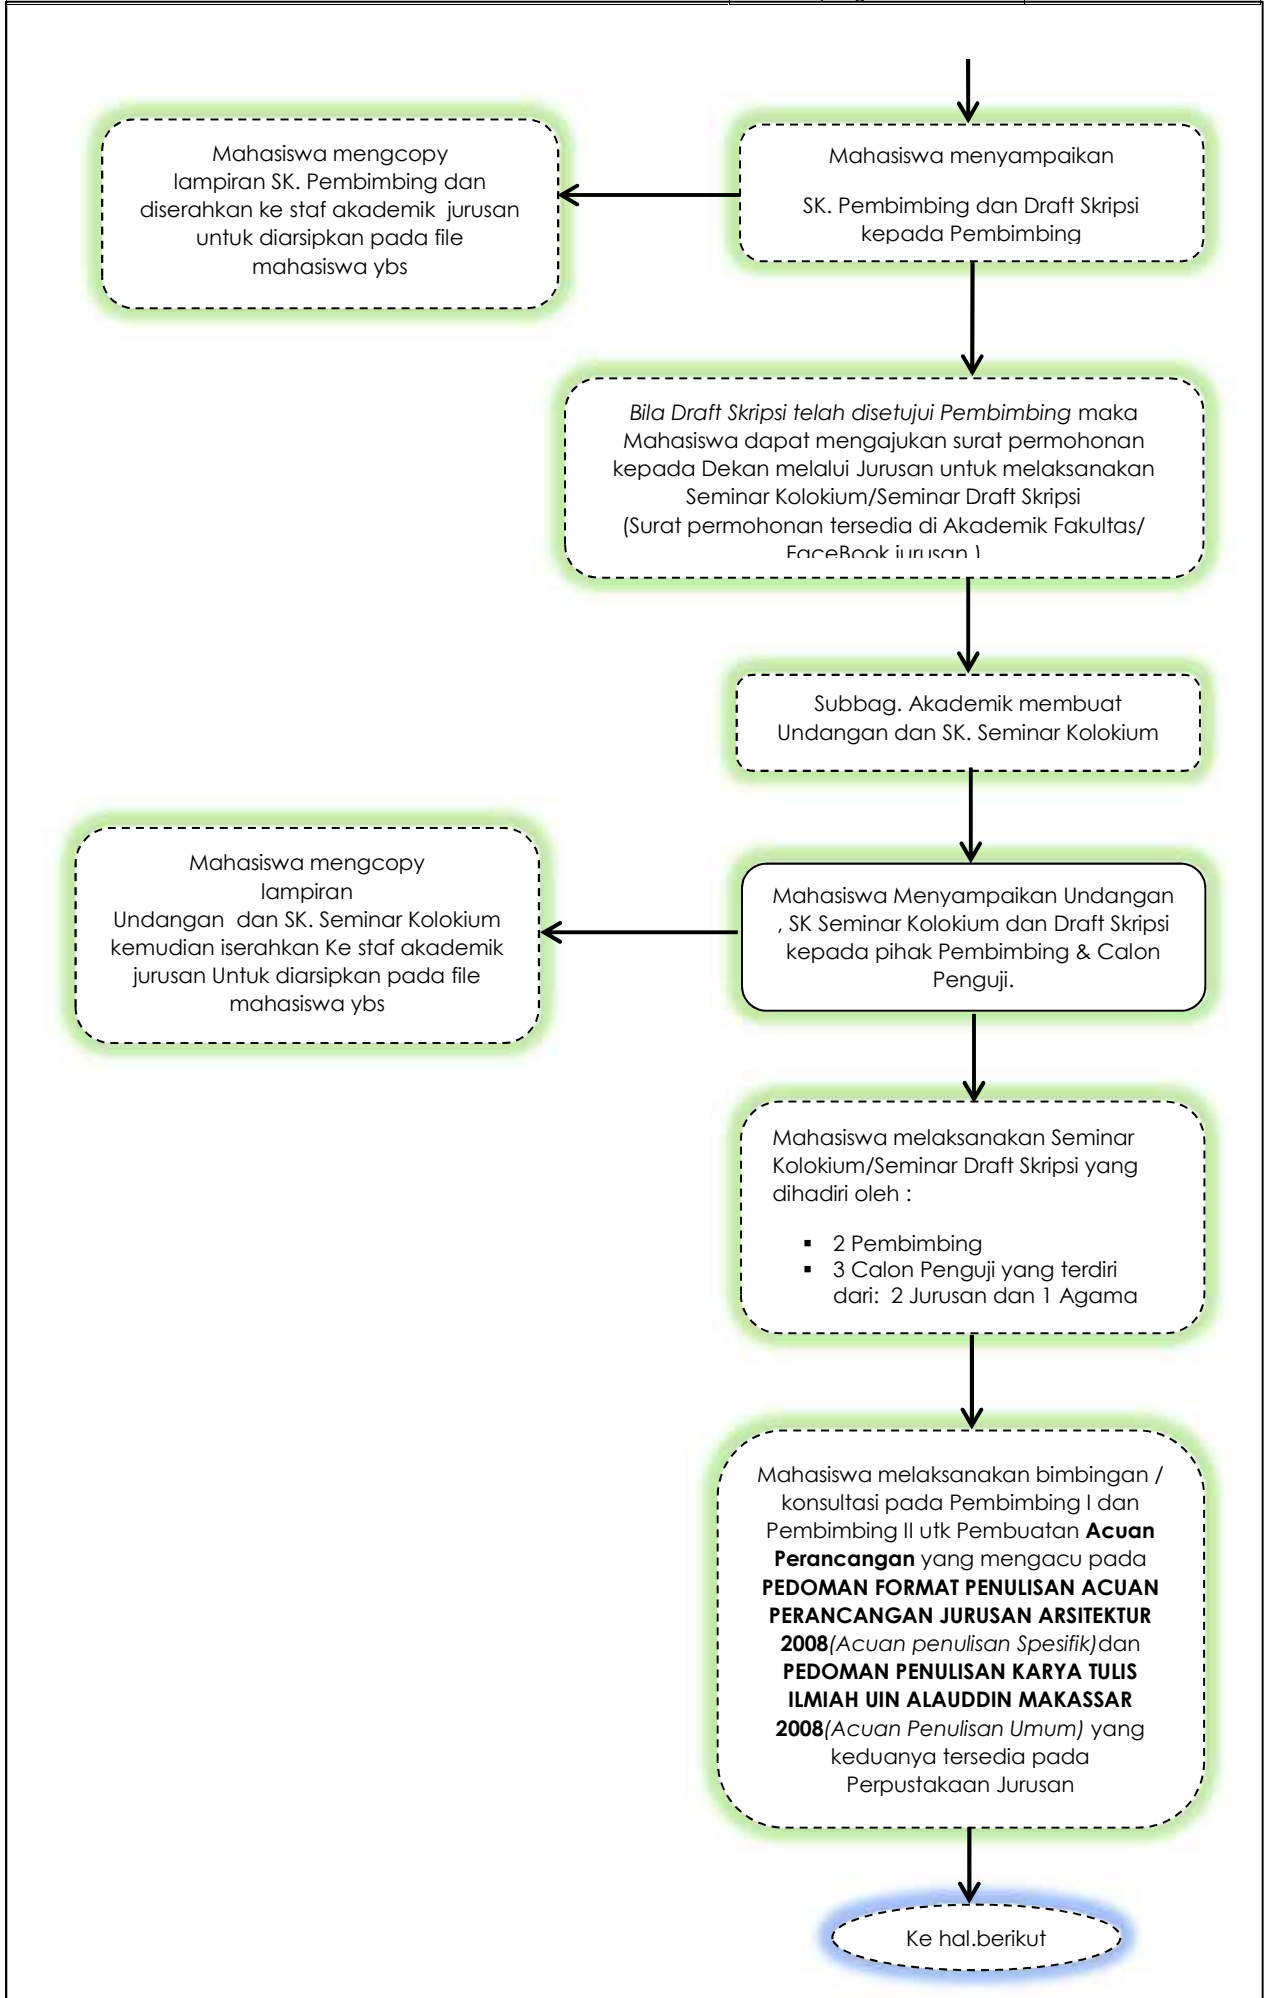 Mahasiswa menyampaikan
SK. Pembimbing dan Draft Skripsi
kepada Pembimbing
Mahasiswa mengcopy
lampiran SK. Pembimbing dan
diserahkan ke staf akademik jurusan
untuk diarsipkan pada file
mahasiswa ybs
Bila Draft Skripsi telah disetujui Pembimbing maka
Mahasiswa dapat mengajukan surat permohonan
kepada Dekan melalui Jurusan untuk melaksanakan
Seminar Kolokium/Seminar Draft Skripsi
(Surat permohonan tersedia di Akademik Fakultas/
FaceBook jurusan )
Subbag. Akademik membuat
Undangan dan SK. Seminar Kolokium
Mahasiswa Menyampaikan Undangan
, SK Seminar Kolokium dan Draft Skripsi
kepada pihak Pembimbing & Calon
Penguji.
Mahasiswa mengcopy
lampiran
Undangan dan SK. Seminar Kolokium
kemudian iserahkan Ke staf akademik
jurusan Untuk diarsipkan pada file
mahasiswa ybs
Mahasiswa melaksanakan Seminar
Kolokium/Seminar Draft Skripsi yang
dihadiri oleh :
▪ 2 Pembimbing
▪ 3 Calon Penguji yang terdiri
dari: 2 Jurusan dan 1 Agama
Mahasiswa melaksanakan bimbingan /
konsultasi pada Pembimbing I dan
Pembimbing II utk Pembuatan Acuan
Perancangan yang mengacu pada
PEDOMAN FORMAT PENULISAN ACUAN
PERANCANGAN JURUSAN ARSITEKTUR
2008(Acuan penulisan Spesifik)dan
PEDOMAN PENULISAN KARYA TULIS
ILMIAH UIN ALAUDDIN MAKASSAR
2008(Acuan Penulisan Umum) yang
keduanya tersedia pada
Perpustakaan Jurusan
Ke hal.berikut